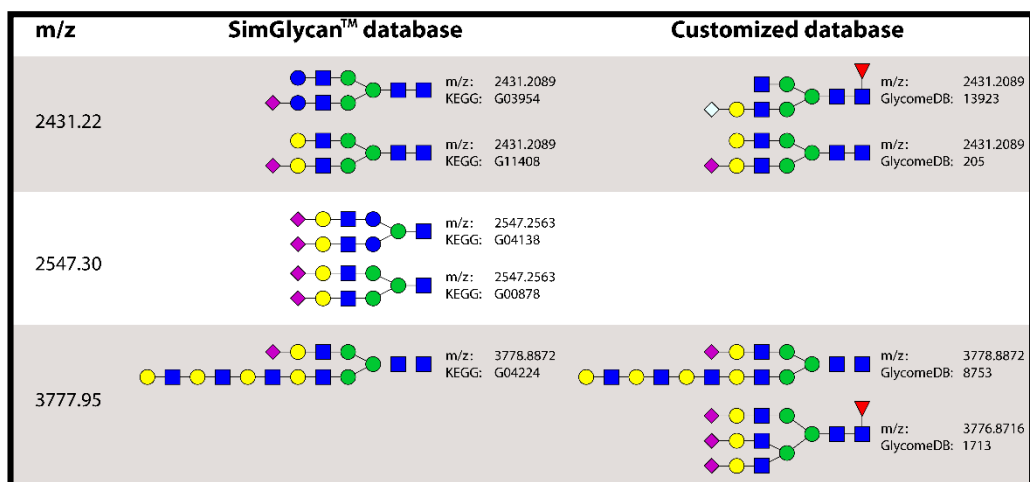 m/z SimGlycan™ database Customized database
2431.22
m/z: 2431.2089
KEGG: G03954
m/z: 2431.2089
KEGG: G11408
m/z: 2431.2089
GlycomeDB: 13923
m/z: 2431.2089
GlycomeDB: 205
2547.30
m/z: 2547.2563
KEGG: G04138
m/z: 2547.2563
KEGG: G00878
3777.95
m/z: 3778.8872
KEGG: G04224
m/z: 3778.8872
GlycomeDB: 8753
m/z: 3776.8716
GlycomeDB: 1713